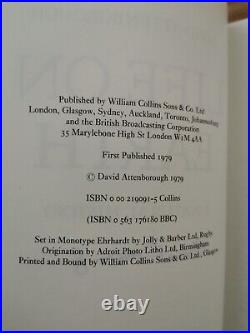 Published by William Collins Sons & Co. Ltd
London, Glasgow, Sydney, Auckland, Toronto, Johannesburg
and the British Broadcasting Corporation
35 Marylebone High St London W1M 4AA
First Published 1979
© David Attenborough 1979
ISBN 0 00 219091-5 Collins
(ISBN 0 563 176180 BBC)
Set in Monotype Ehrhardt by Jolly & Barber Ltd, Rugby
Origination by Adroit Photo Litho Ltd, Birmingham
Printed and Bound by William Collins Sons & Co. Ltd., Glasgow